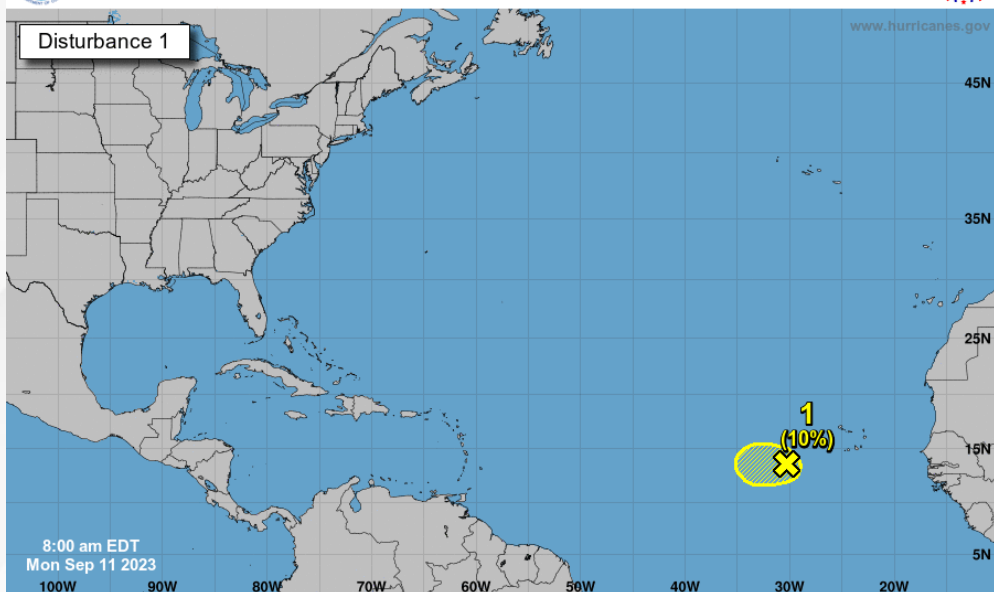 Disturbance 1
www.hurricanes.gov
45N
35N
25N
1
(10%)
15N
8:00 am EDT
Mon Sep 11 2023
5N
100W 90W 80W 70W 60W 50W 40W 30W 20W